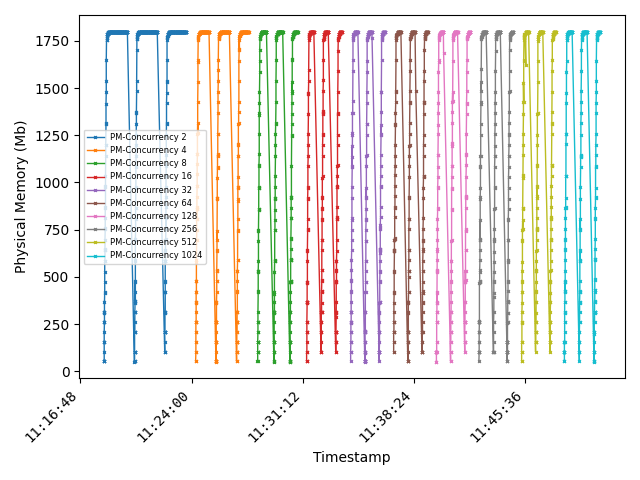 1750
1500
1250
1000
750
500
250
0
Physical Memory (Mb)
PM-Concurrency 2
PM-Concurrency 4
PM-Concurrency 8
PM-Concurrency 16
PM-Concurrency 32
PM-Concurrency 64
PM-Concurrency 128
PM-Concurrency 256
PM-Concurrency 512
PM-Concurrency 1024
11:16:48
11:24:00
11:31:12
11:38:24
11:45:36
Timestamp